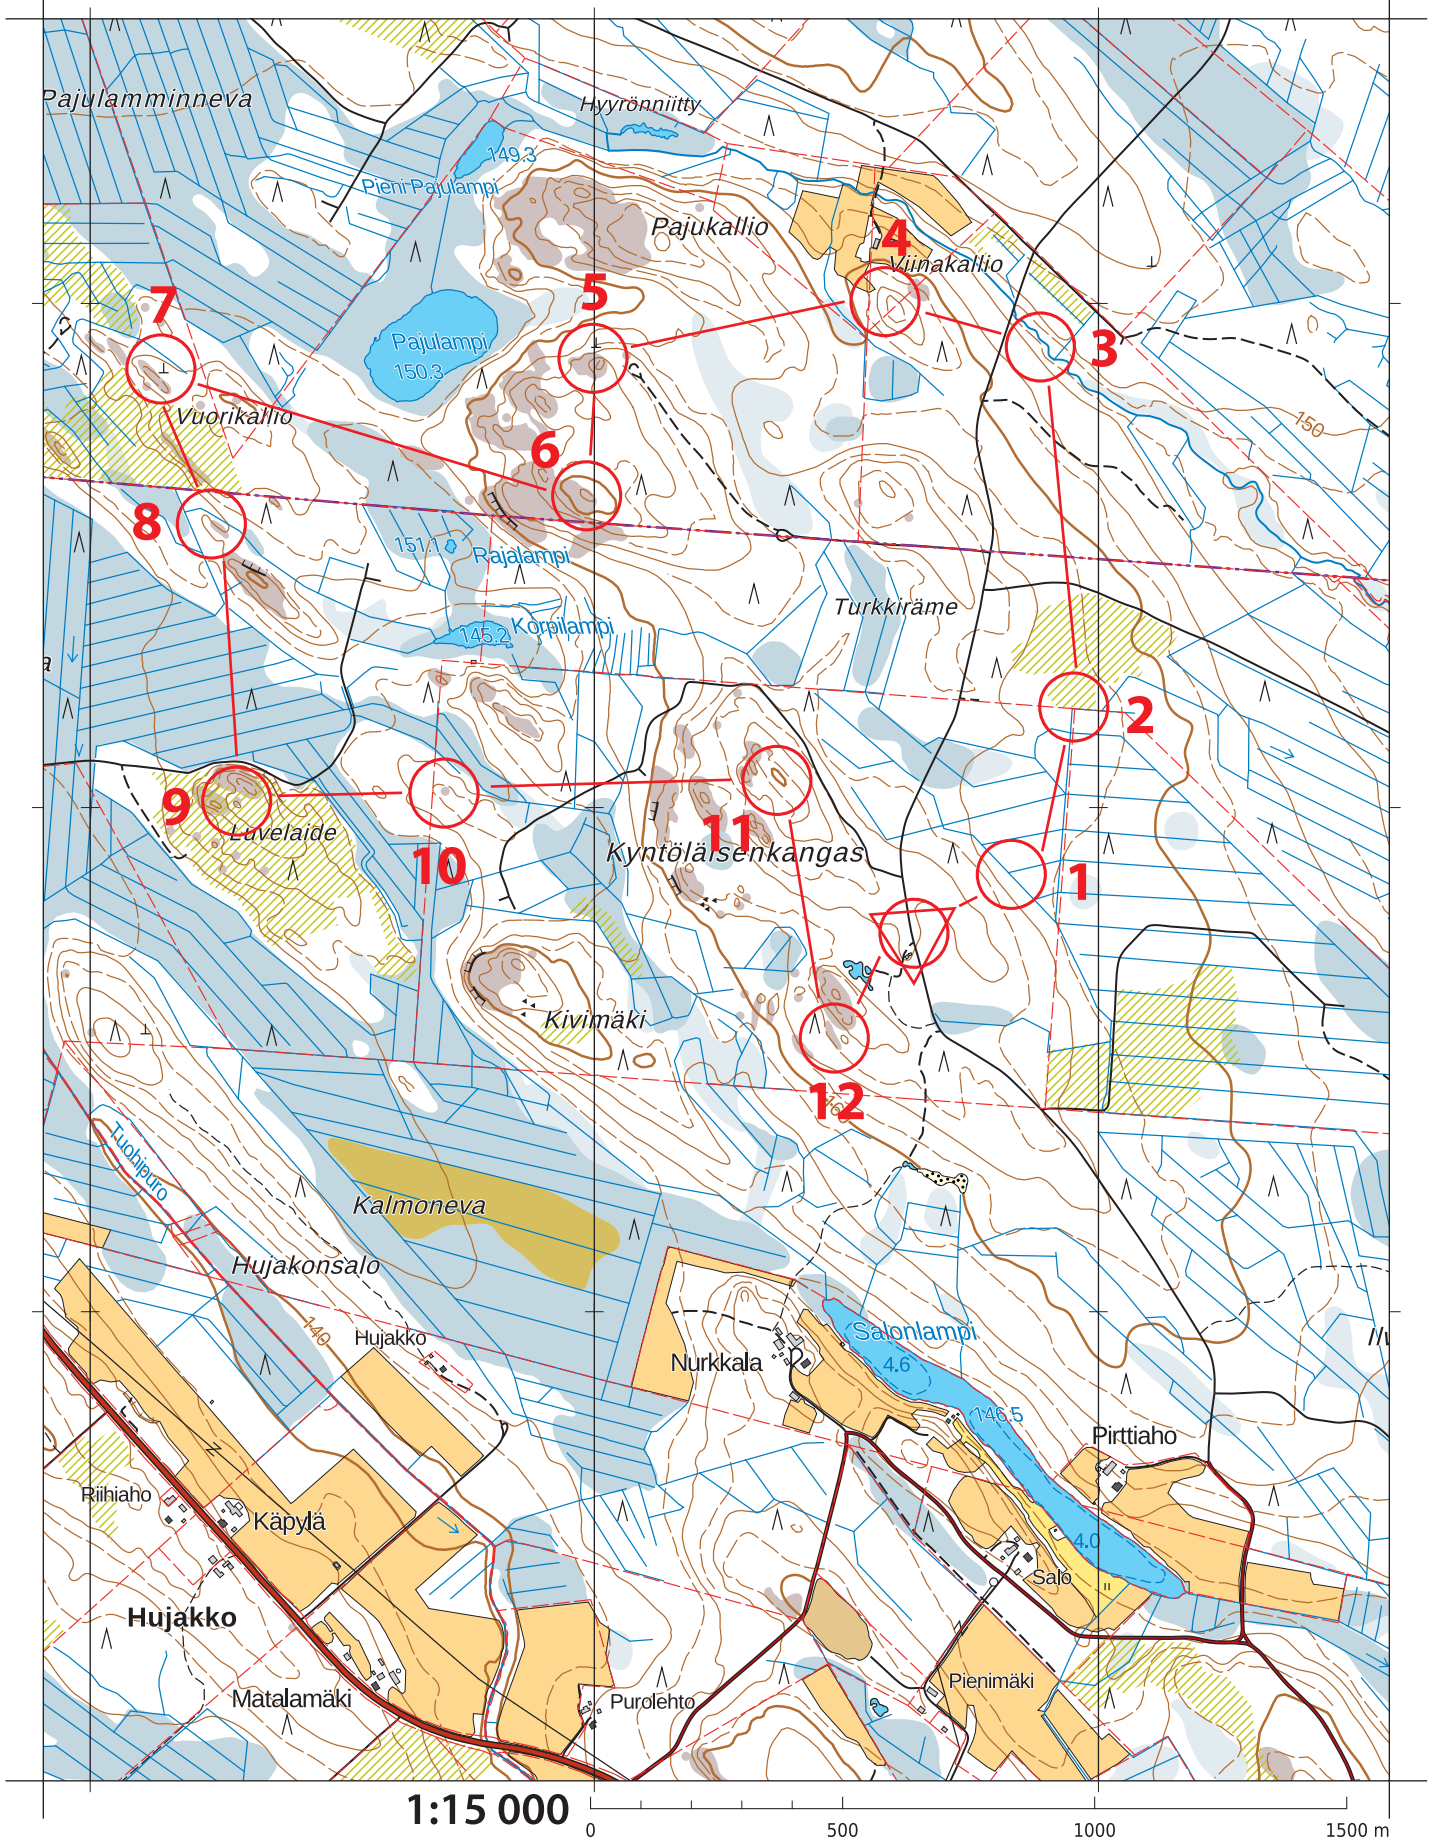 Pajulamminneva
Hyyrönniitty
149.3
Pieni Pajulampi
Pajukallio
4
Viinakallio
5
7
3
Pajulampi
150.3
Vuorikallio
150
6
8
151.1
Rajalampi
Turkkiräme
145.2
Korpilampi
a
2
9
Luvelaide
11
Kyntöläisenkangas
10
1
Kivimäki
12
Tuohipuro
Kalmoneva
Hujakonsalo
140
Hujakko
Salonlampi
4.6
Nurkkala
146.5
Pirttiaho
Riihiaho
Käpylä
4.0
Salo
Hujakko
Pienimäki
Matalamäki
Purolehto
1:15 000
0
500
1000
1500 m